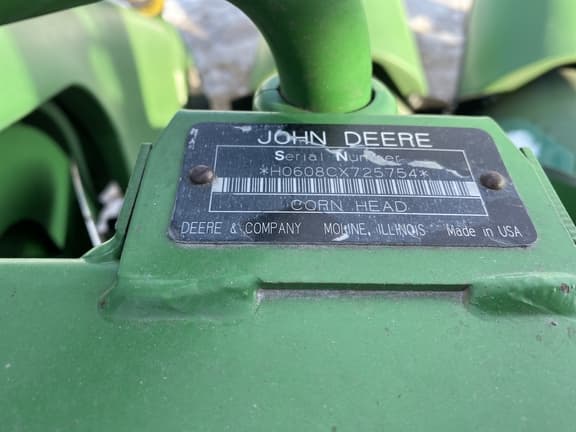 JOHN DEERE
Serial Number
*H0608CX725754*
CORN HEAD
DEERE & COMPANY MOLINE, ILLINOIS Made in USA